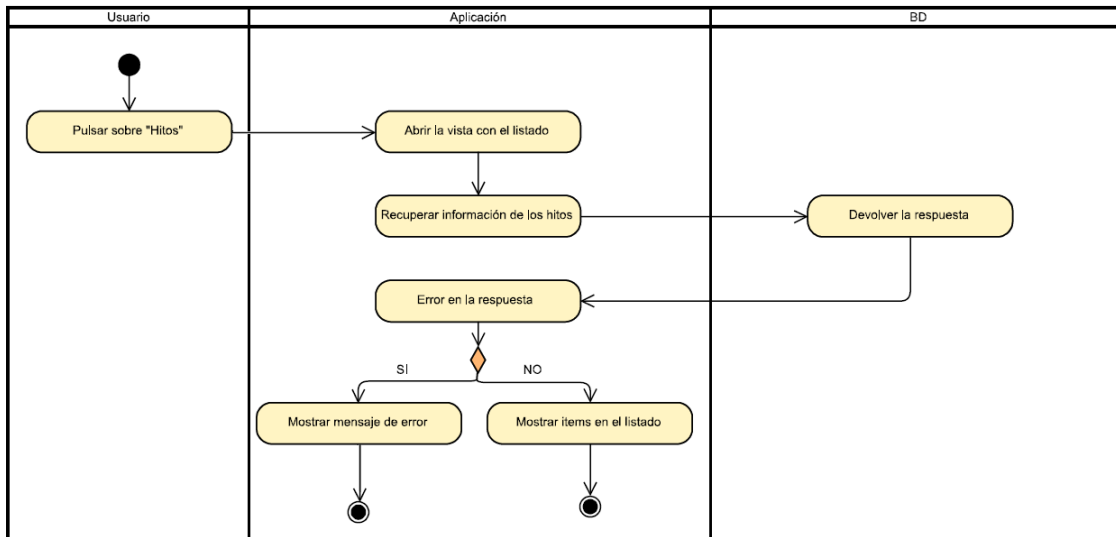 Usuario
Aplicación
BD
Pulsar sobre "Hitos"
Abrir la vista con el listado
Recuperar información de los hitos
Devolver la respuesta
Error en la respuesta
SI
NO
Mostrar mensaje de error
Mostrar items en el listado